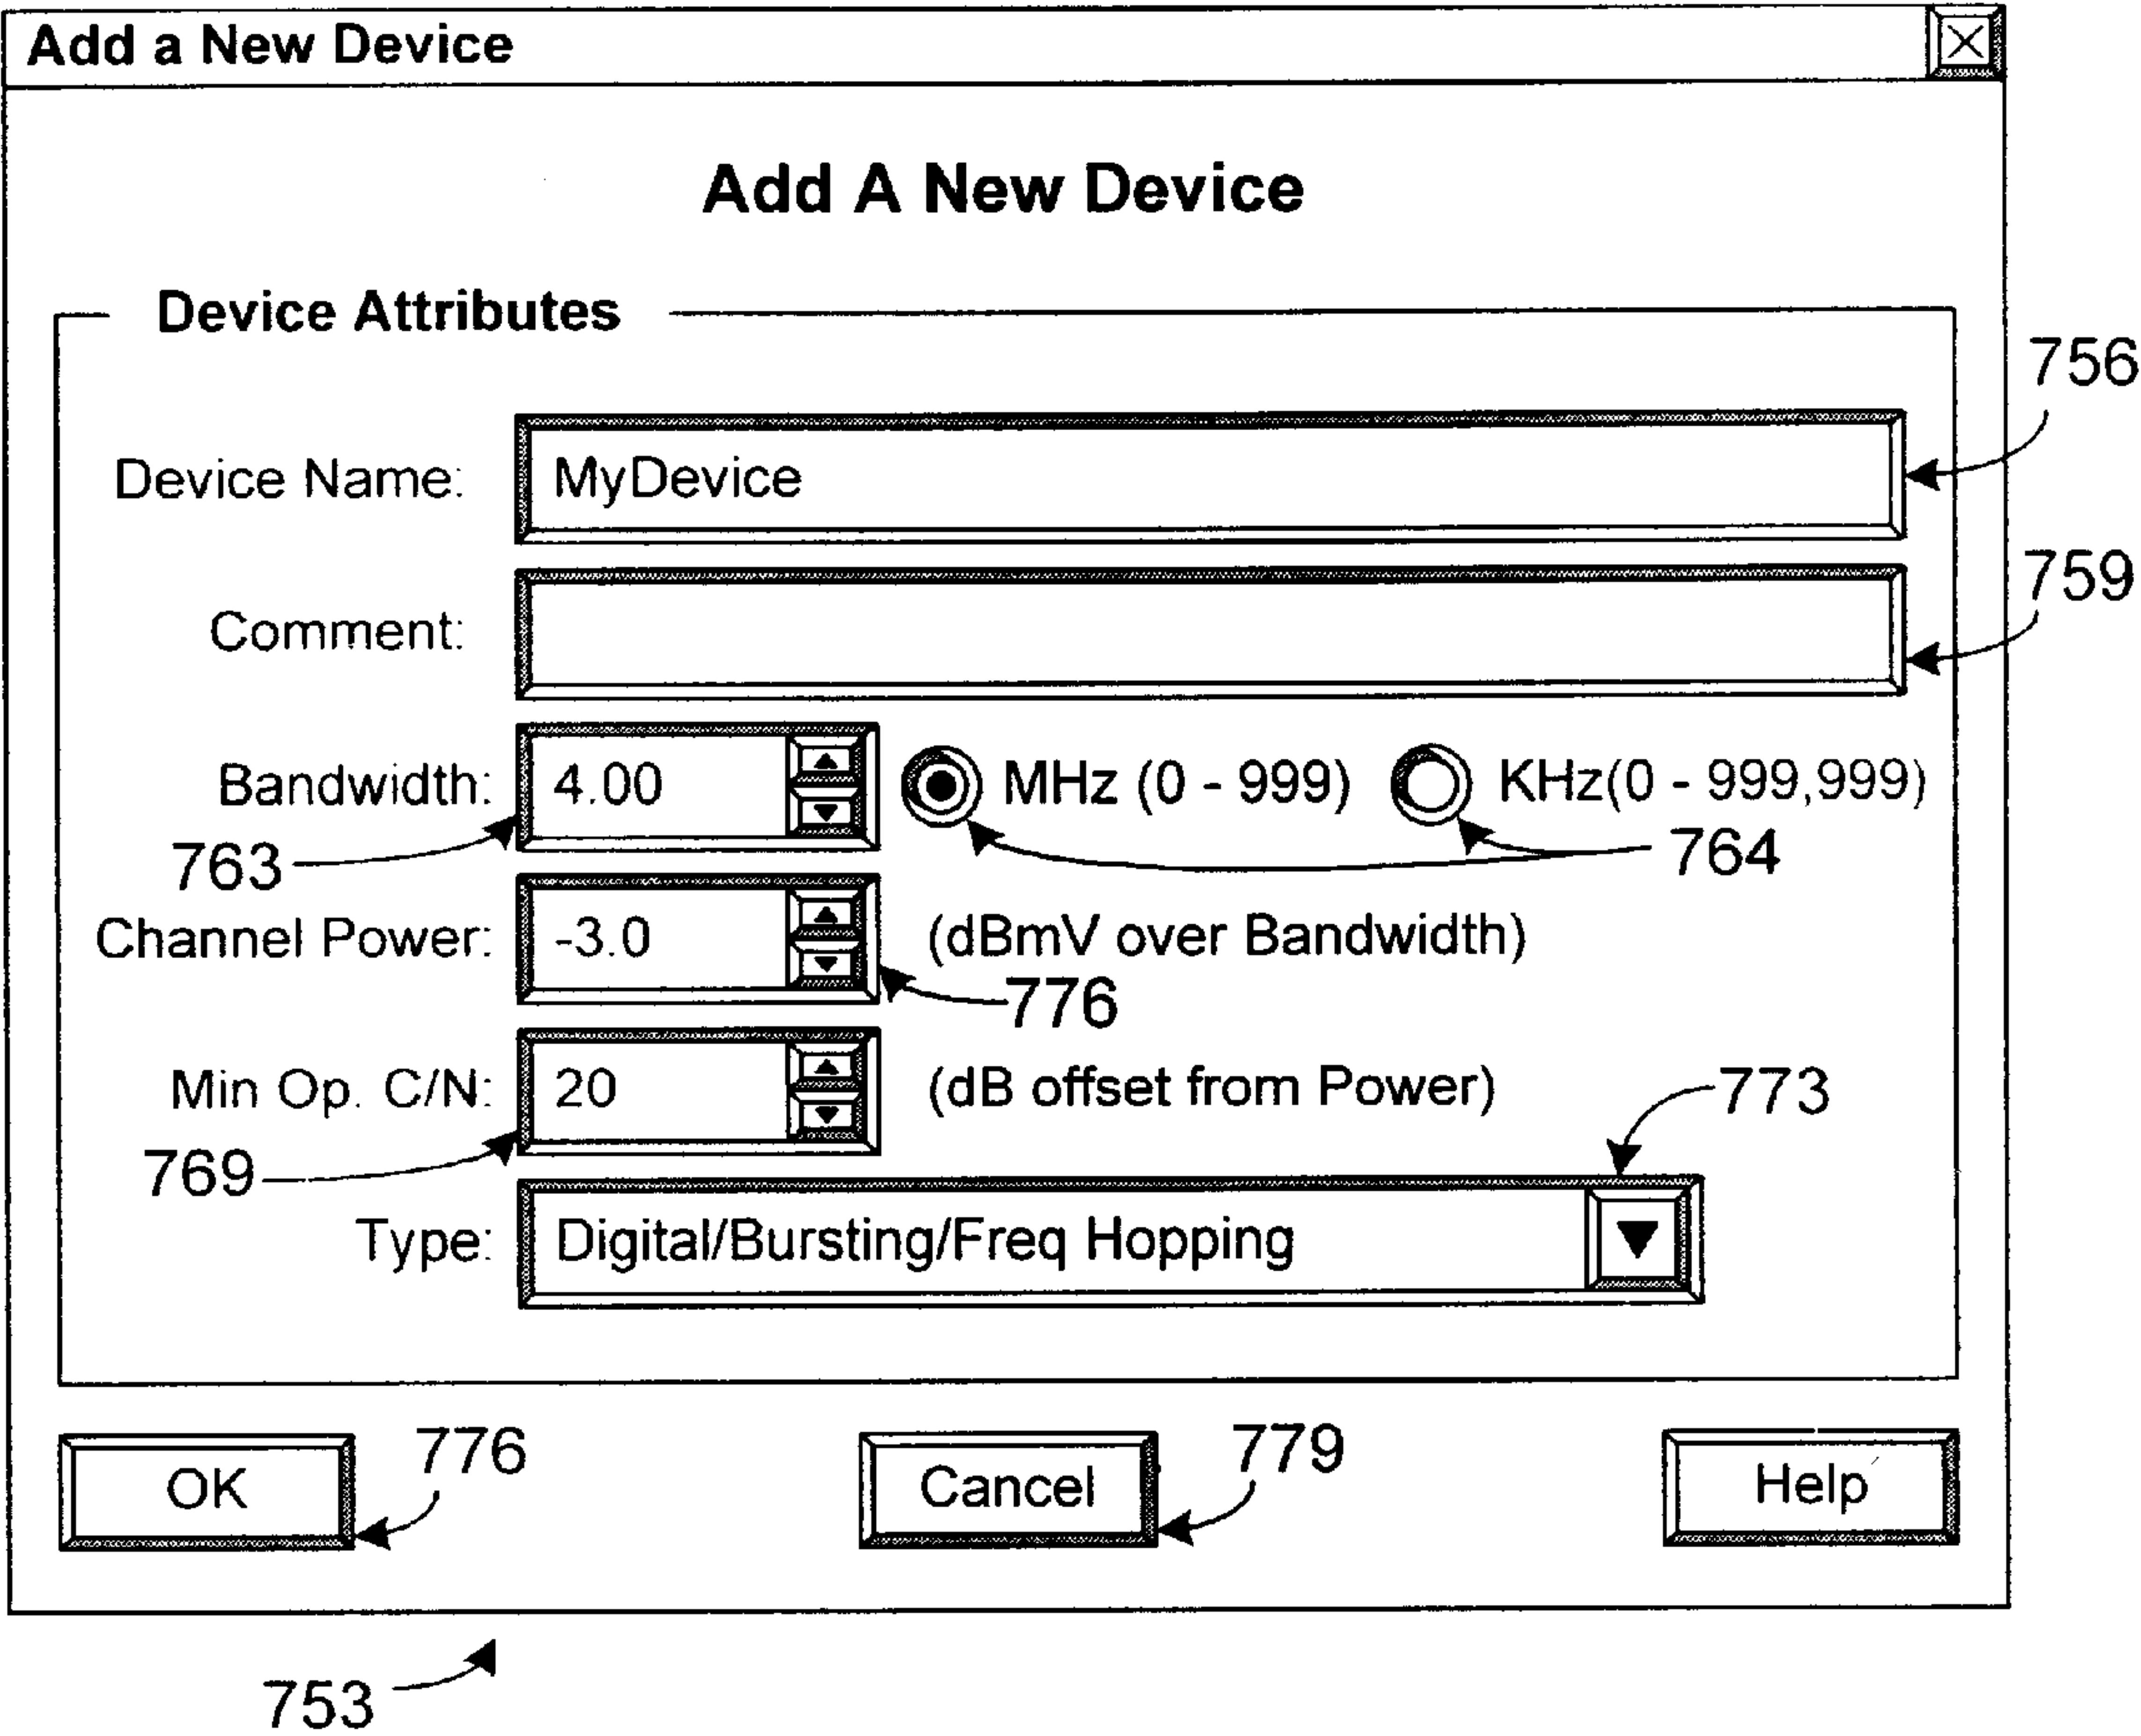 Add a New Device
Add A New Device
Device Attributes
756
Device Name: MyDevice
759
Comment:
Bandwidth: 4.00 MHz (0 - 999) KHz(0 - 999,999)
763 764
Channel Power: -3.0 (dBmV over Bandwidth)
776
Min Op. C/N: 20 (dB offset from Power) 773
769
Type: Digital/Bursting/Freq Hopping
776 779
OK Cancel Help
753